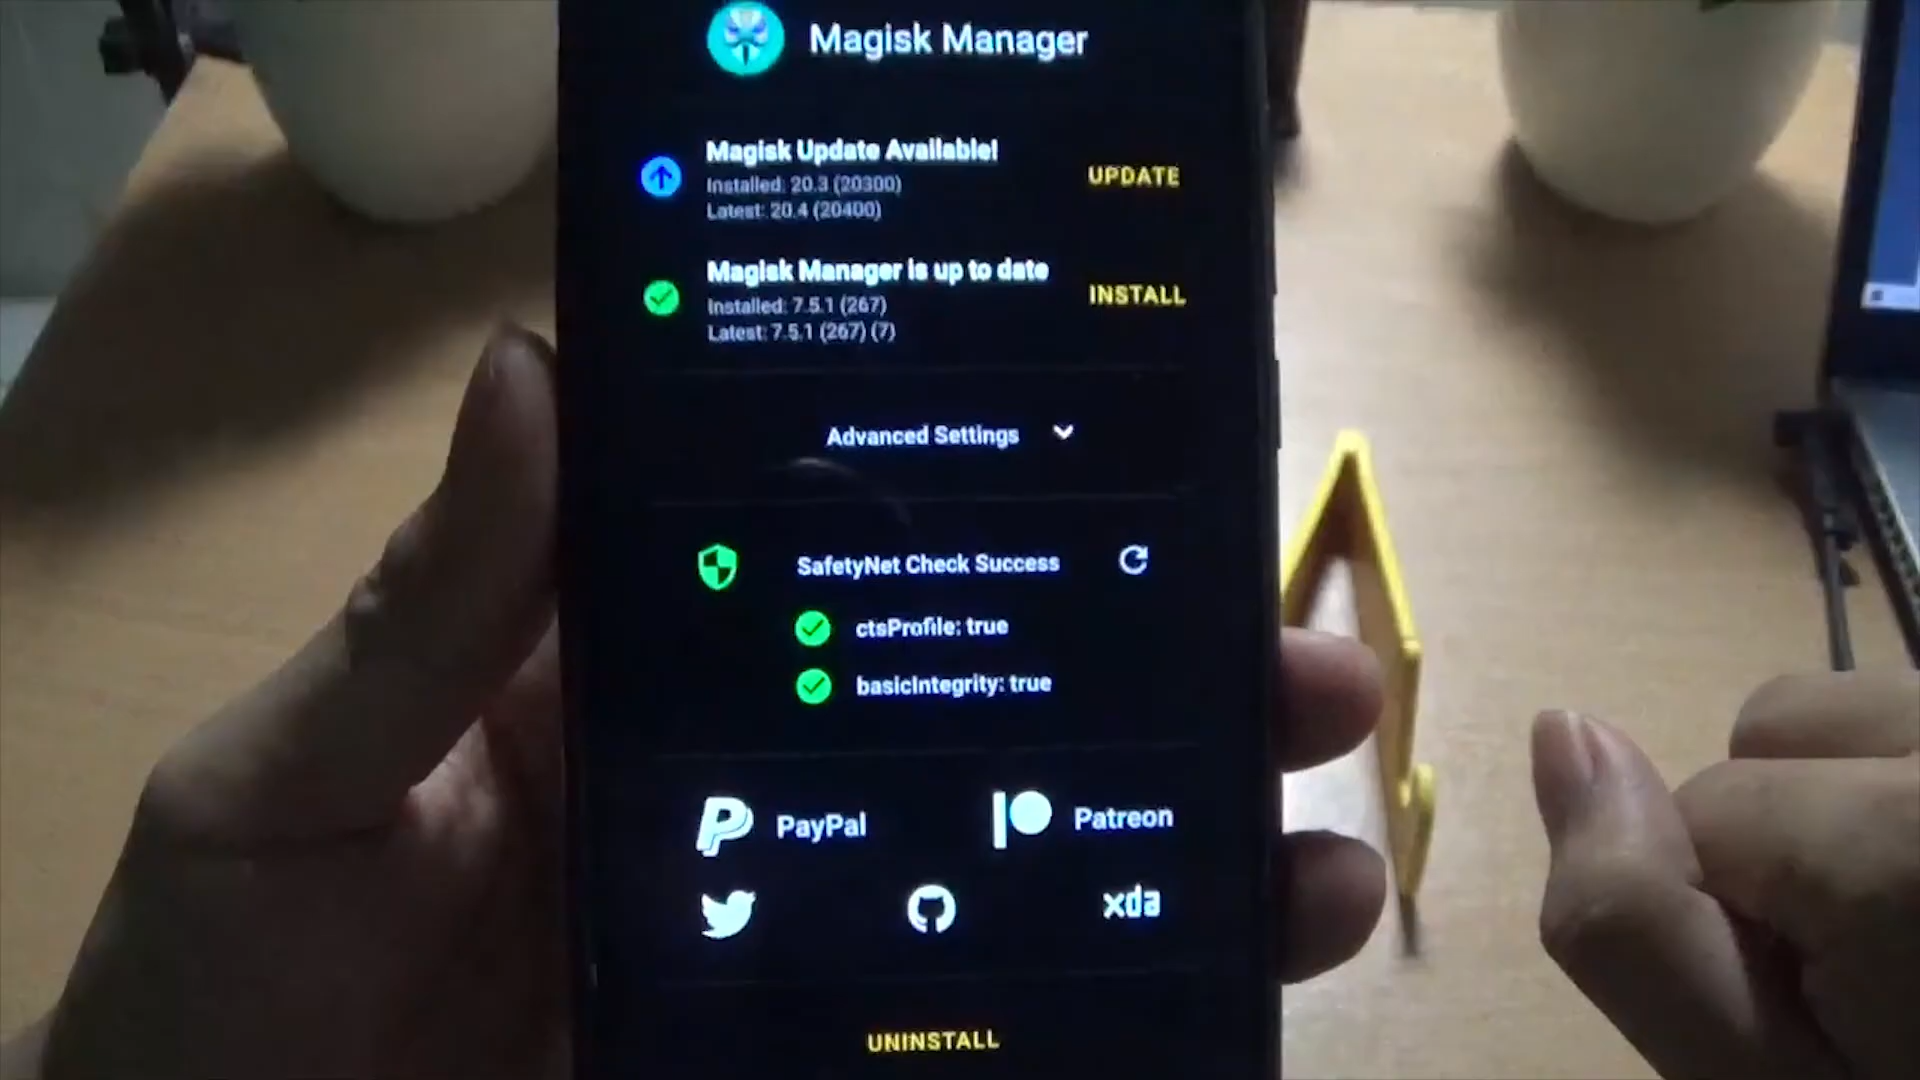 Magisk Manager
Magisk Update Available!
Installed: 20.3 (20300)
Latest: 20.4 (20400)
UPDATE
Magisk Manager is up to date
Installed: 7.5.1 (267)
Latest: 7.5.1 (267) (7)
INSTALL
Advanced Settings
SafetyNet Check Success
ctsProfile: true
basicIntegrity: true
PayPal
Patreon
xda
UNINSTALL